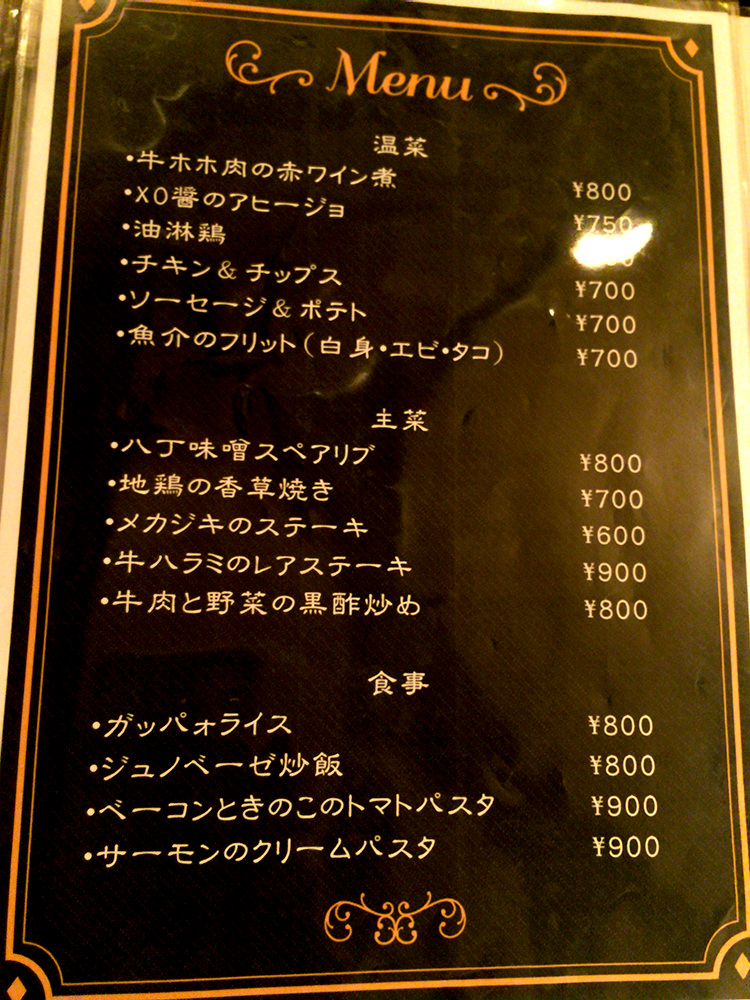 Menu
温菜
・牛ホホ肉の赤ワイン煮 ¥800
・XO醤のアヒージョ ¥750
・油淋鶏
・チキン&チップス ¥700
・ソーセージ&ポテト ¥700
・魚介のフリット(白身・エビ・タコ) ¥700
主菜
・八丁味噌スペアリブ ¥800
・地鶏の香草焼き ¥700
・メカジキのステーキ ¥600
・牛ハラミのレアステーキ ¥900
・牛肉と野菜の黒酢炒め ¥800
食事
・ガッパォライス ¥800
・ジュノベーゼ炒飯 ¥800
・ベーコンときのこのトマトパスタ ¥900
・サーモンのクリームパスタ ¥900